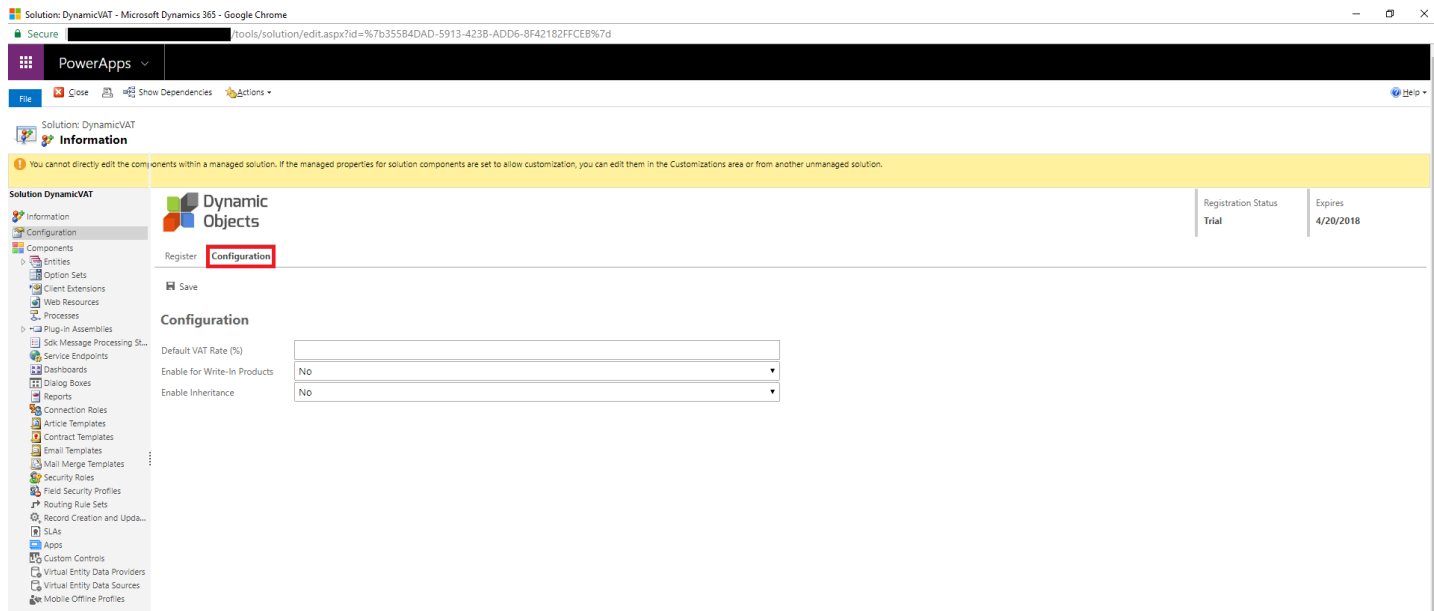 Solution: DynamicVAT - Microsoft Dynamics 365 - Google Chrome
Secure /tools/solution/edit.aspx?id=%7b355B4DAD-5913-423B-ADD6-8F42182FFCEB%7d
PowerApps
File Close Show Dependencies Actions Help
Solution: DynamicVAT
Information
You cannot directly edit the components within a managed solution. If the managed properties for solution components are set to allow customization, you can edit them in the Customizations area or from another unmanaged solution.
Solution DynamicVAT
Information
Configuration
Components
Entities
Option Sets
Client Extensions
Web Resources
Processes
Plug-in Assemblies
Sdk Message Processing St...
Service Endpoints
Dashboards
Dialog Boxes
Reports
Connection Roles
Article Templates
Contract Templates
Email Templates
Mail Merge Templates
Security Roles
Field Security Profiles
Routing Rule Sets
Record Creation and Upda...
SLAs
Apps
Custom Controls
Virtual Entity Data Providers
Virtual Entity Data Sources
Mobile Offline Profiles
Dynamic
Objects
Registration Status
Trial
Expires
4/20/2018
Register Configuration
Save
Configuration
Default VAT Rate (%)
Enable for Write-In Products No
Enable Inheritance No